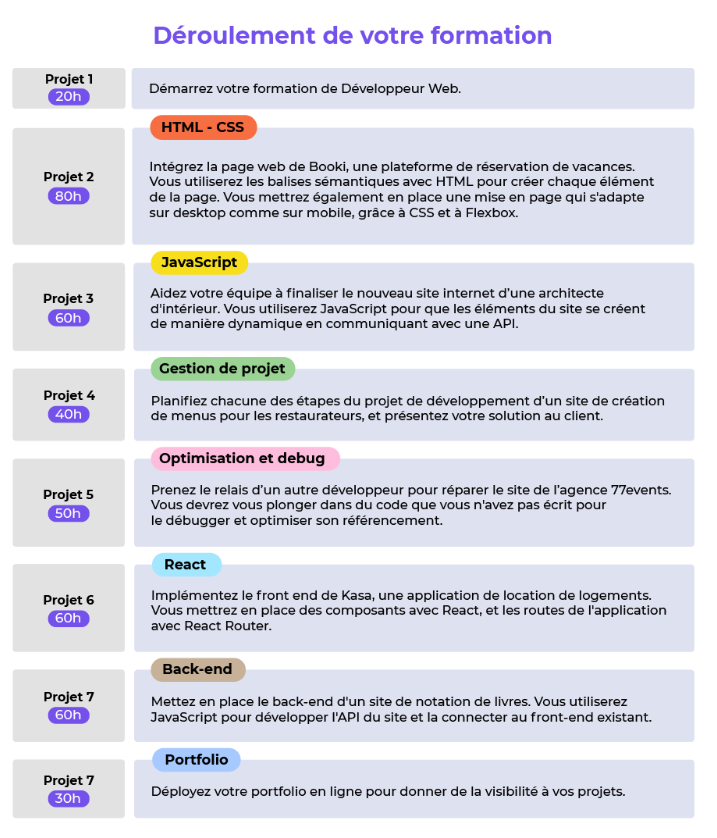 Déroulement de votre formation
Projet 1
20h
Démarrez votre formation de Développeur Web.
HTML - CSS
Projet 2
80h
Intégrez la page web de Booki, une plateforme de réservation de vacances.
Vous utiliserez les balises sémantiques avec HTML pour créer chaque élément
de la page. Vous mettrez également en place une mise en page qui s'adapte
sur desktop comme sur mobile, grâce à CSS et à Flexbox.
JavaScript
Projet 3
60h
Aidez votre équipe à finaliser le nouveau site internet d’une architecte
d'intérieur. Vous utiliserez JavaScript pour que les éléments du site se créent
de manière dynamique en communiquant avec une API.
Gestion de projet
Projet 4
40h
Planifiez chacune des étapes du projet de développement d’un site de création
de menus pour les restaurateurs, et présentez votre solution au client.
Optimisation et debug
Projet 5
50h
Prenez le relais d’un autre développeur pour réparer le site de l’agence 77events.
Vous devrez vous plonger dans du code que vous n'avez pas écrit pour
le débugger et optimiser son référencement.
React
Projet 6
60h
Implémentez le front end de Kasa, une application de location de logements.
Vous mettrez en place des composants avec React, et les routes de l'application
avec React Router.
Back-end
Projet 7
60h
Mettez en place le back-end d'un site de notation de livres. Vous utiliserez
JavaScript pour développer l'API du site et la connecter au front-end existant.
Portfolio
Projet 7
30h
Déployez votre portfolio en ligne pour donner de la visibilité à vos projets.